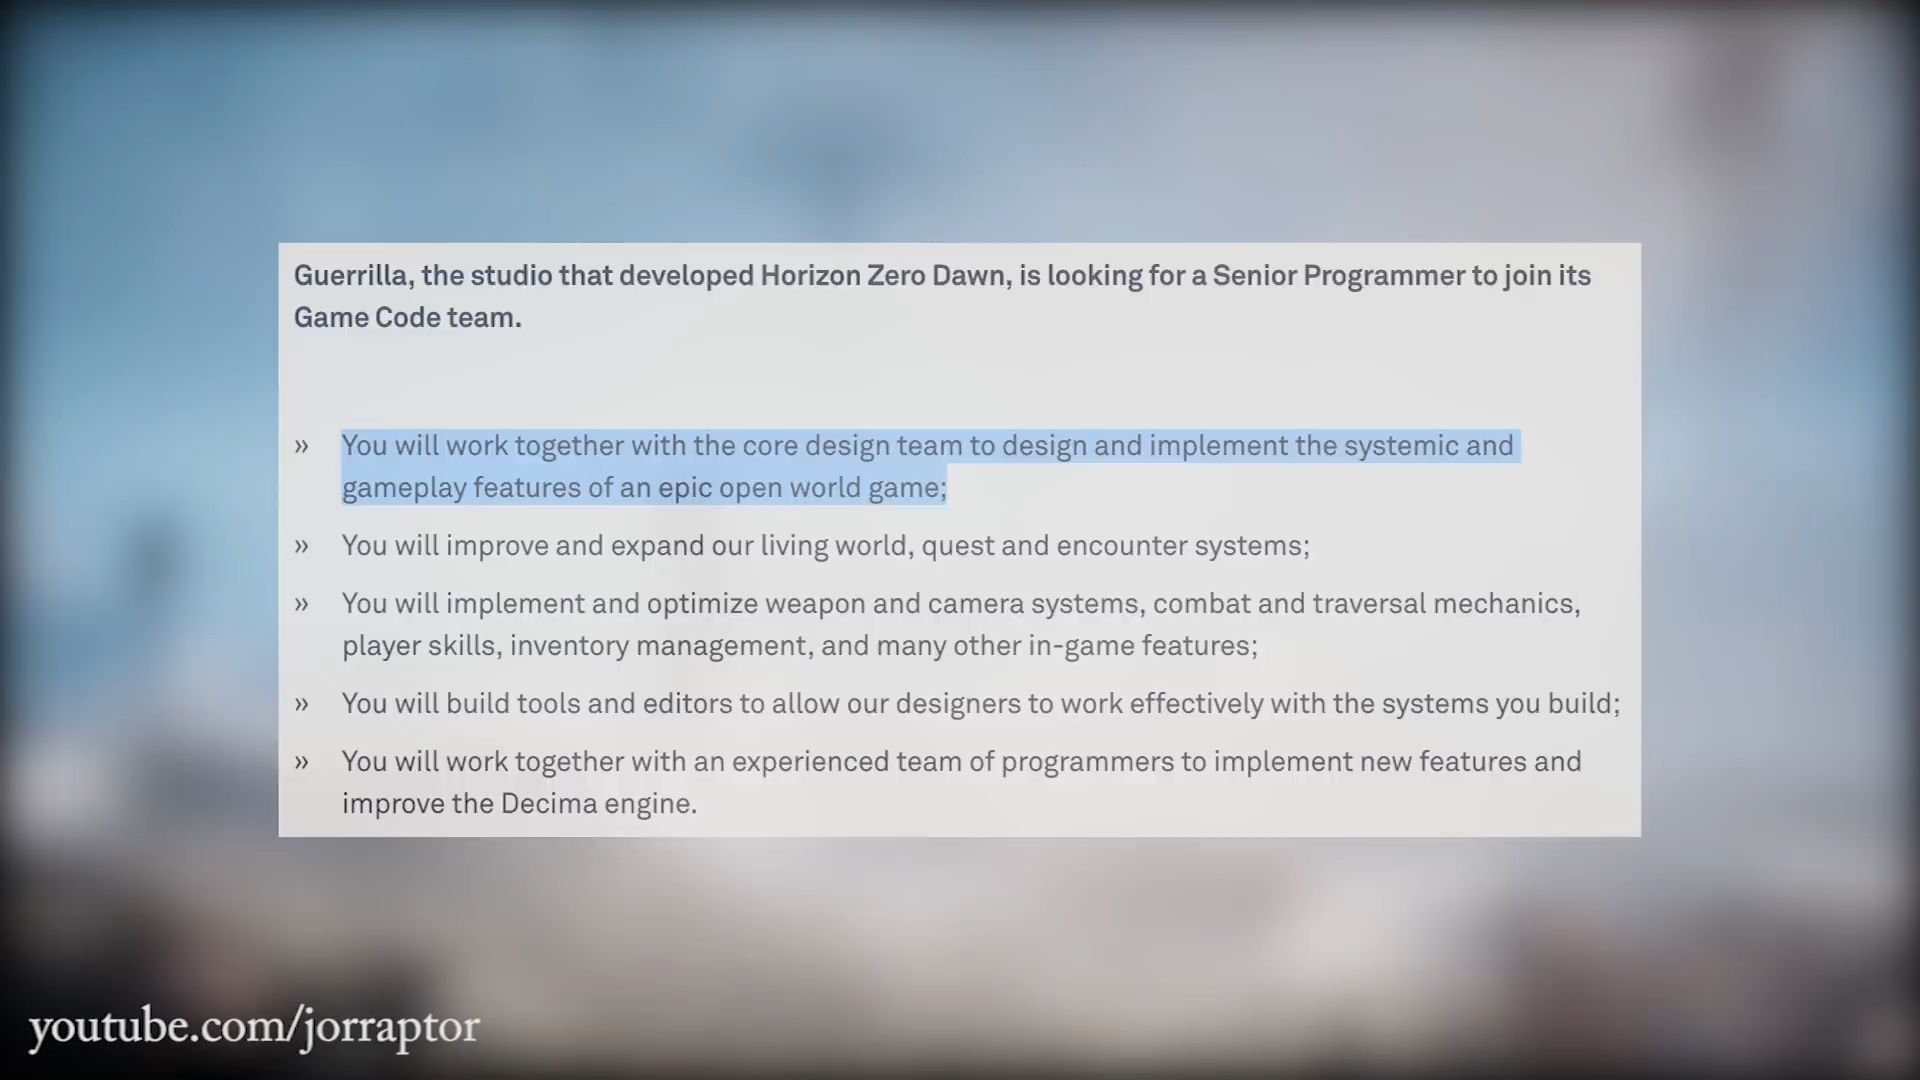 Guerrilla, the studio that developed Horizon Zero Dawn, is looking for a Senior Programmer to join its
Game Code team.
» You will work together with the core design team to design and implement the systemic and
gameplay features of an epic open world game;
» You will improve and expand our living world, quest and encounter systems;
» You will implement and optimize weapon and camera systems, combat and traversal mechanics,
player skills, inventory management, and many other in-game features;
» You will build tools and editors to allow our designers to work effectively with the systems you build;
» You will work together with an experienced team of programmers to implement new features and
improve the Decima engine.
youtube.com/jorraptor